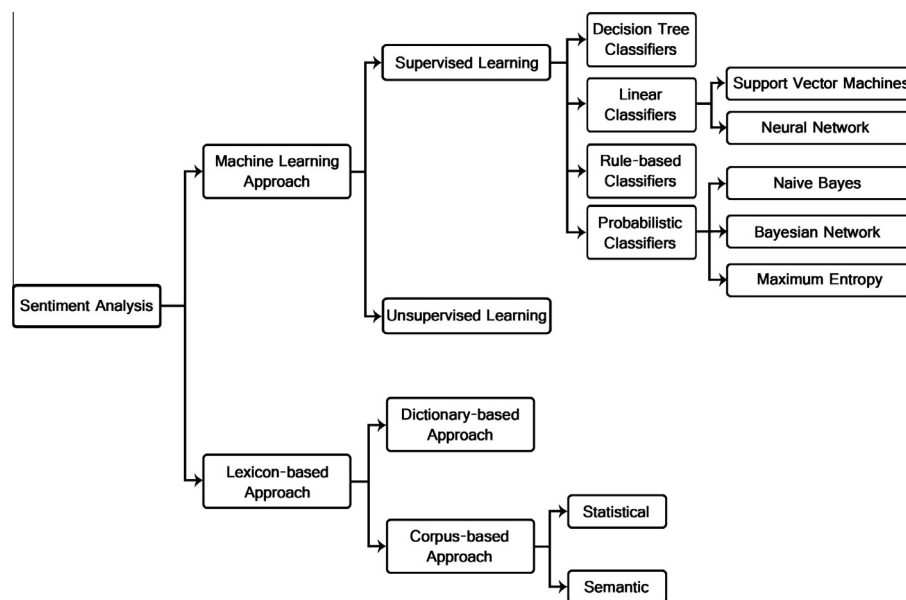 Decision Tree
Classifiers
Supervised Learning
Linear
Classifiers
Support Vector Machines
Neural Network
Machine Learning
Approach
Rule-based
Classifiers
Naive Bayes
Probabilistic
Classifiers
Bayesian Network
Maximum Entropy
Sentiment Analysis
Unsupervised Learning
Dictionary-based
Approach
Lexicon-based
Approach
Statistical
Corpus-based
Approach
Semantic